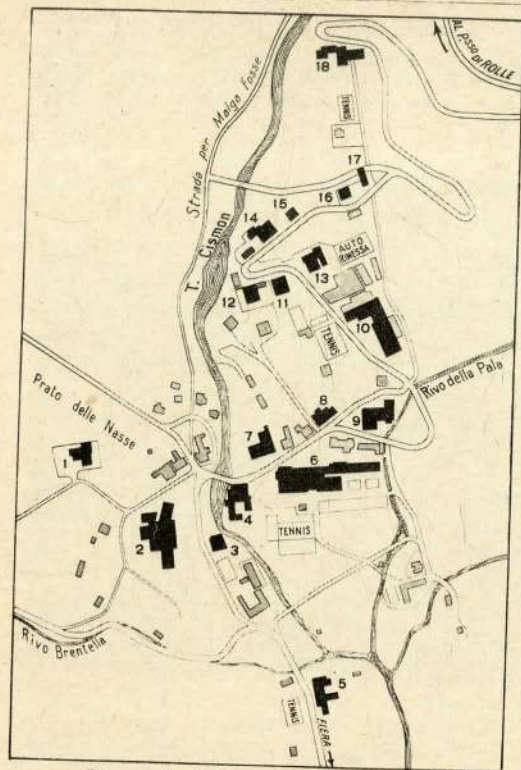 AL P.SSO DI ROLLE
18
TENNIS
Strada per Malga Fosse
17
16
15
14
T. Cismon
AUTO
RIMESSA
13
12
11
10
TENNIS
Rivo della Pala
Prato delle Nasse
8
9
7
1
6
4
2
TENNIS
3
Rivo Brentella
5
TENNIS
FIERA